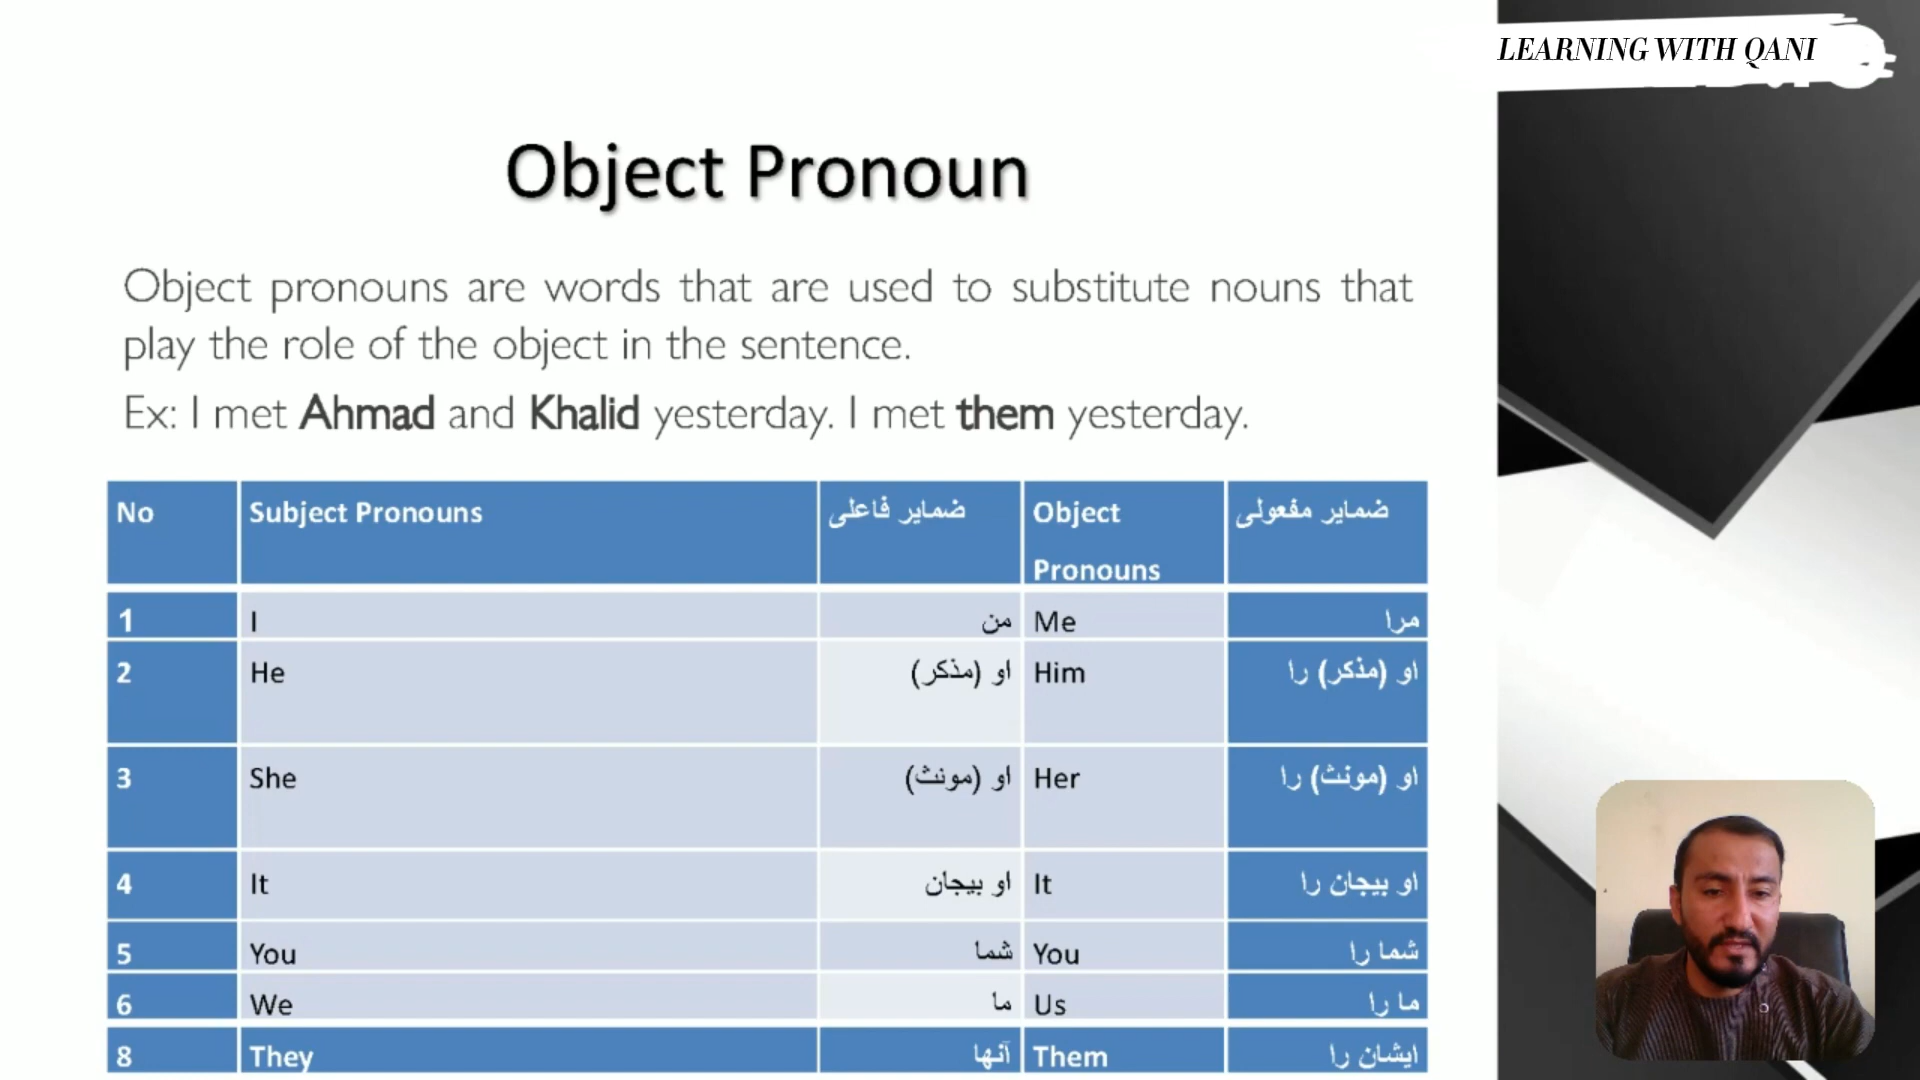 LEARNING WITH QANI
Object Pronoun
Object pronouns are words that are used to substitute nouns that
play the role of the object in the sentence.
Ex: I met Ahmad and Khalid yesterday. I met them yesterday.
No Subject Pronouns ضمایر فاعلی Object Pronouns ضمایر مفعولی
1 I من Me مرا
2 He او (مذکر) Him او (مذکر) را
3 She او (مونث) Her او (مونث) را
4 It او بیجان It او بیجان را
5 You شما You شما را
6 We ما Us ما را
8 They آنها Them ایشان را